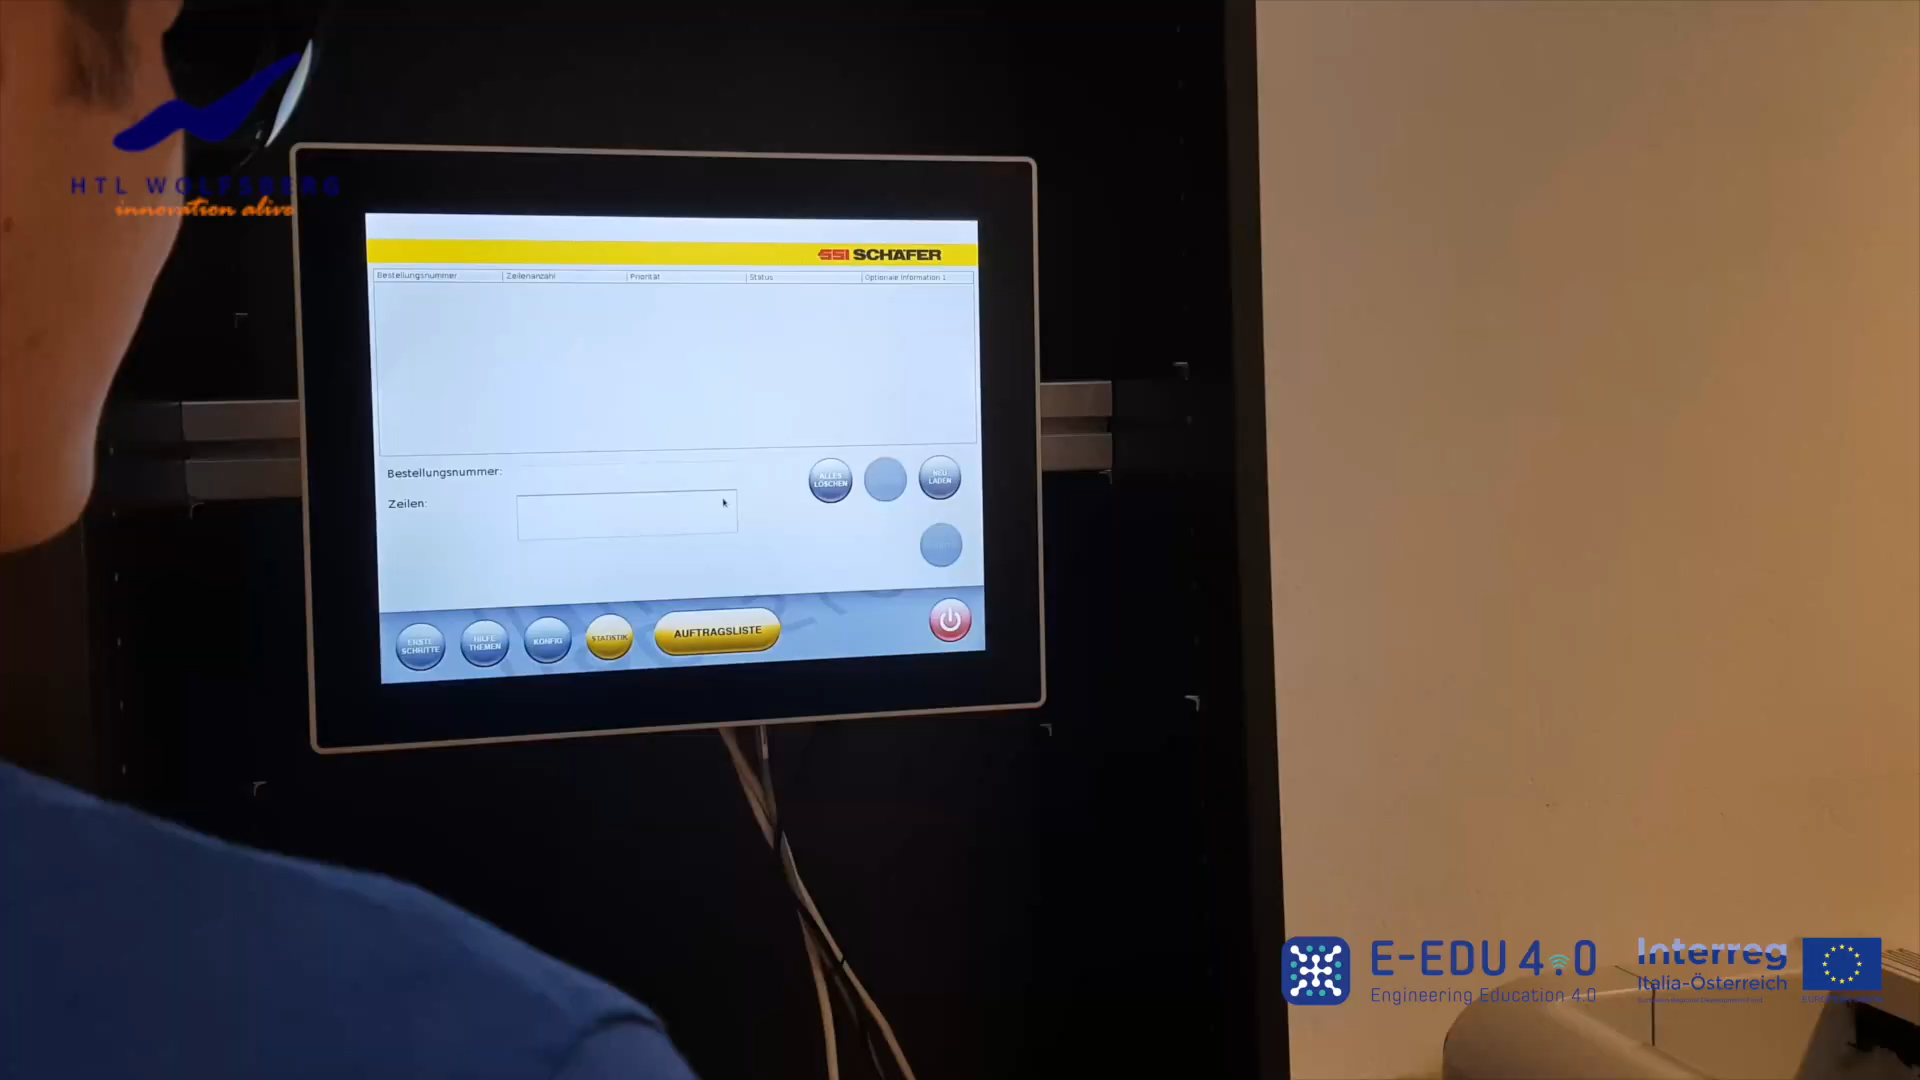 HTL WOLFSBERG
innovation alive
SSI SCHÄFER
Bestellungsnummer
Zeilenanzahl
Priorität
Status
Optionale Information 1
Bestellungsnummer:
Zeilen:
ALLES
LÖSCHEN
NEU
LADEN
ERSTE
SCHRITTE
HILFE
THEMEN
KONFIG
STATISTIK
AUFTRAGSLISTE
E-EDU 4.0
Engineering Education 4.0
Interreg
Italia-Österreich